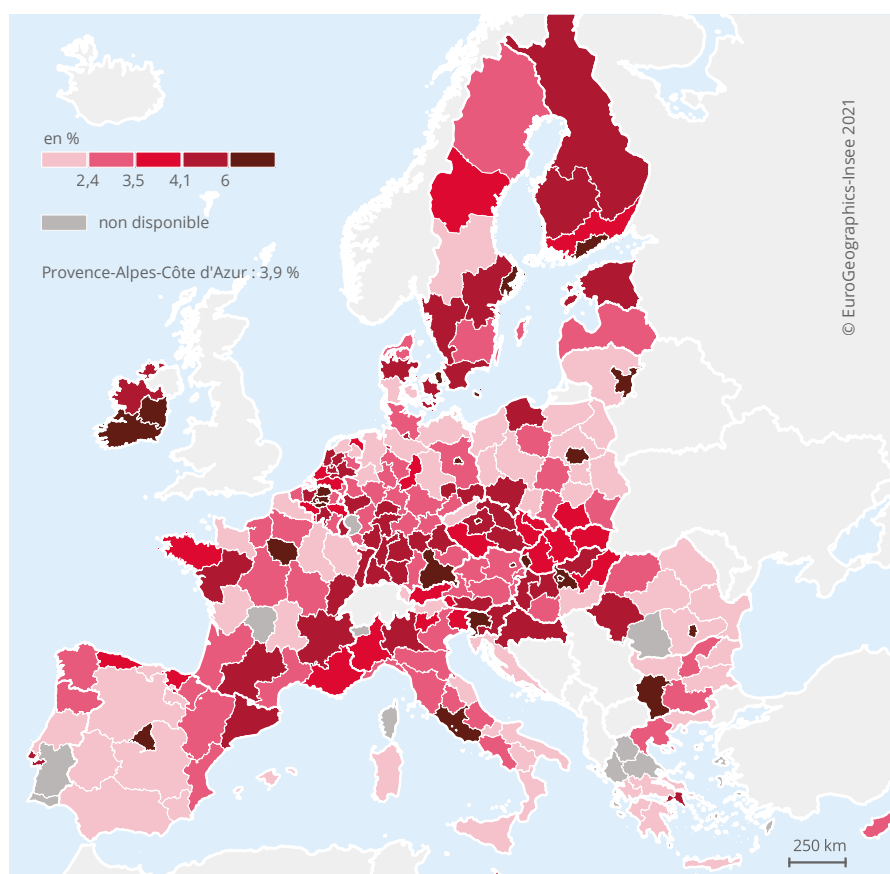 en %
2,4 3,5 4,1 6
non disponible
Provence-Alpes-Côte d'Azur : 3,9 %
© EuroGeographics-Insee 2021
250 km